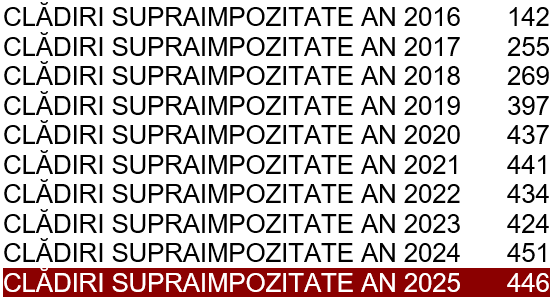 CLĂDIRI SUPRAIMPOZITATE AN 2016 142
CLĂDIRI SUPRAIMPOZITATE AN 2017 255
CLĂDIRI SUPRAIMPOZITATE AN 2018 269
CLĂDIRI SUPRAIMPOZITATE AN 2019 397
CLĂDIRI SUPRAIMPOZITATE AN 2020 437
CLĂDIRI SUPRAIMPOZITATE AN 2021 441
CLĂDIRI SUPRAIMPOZITATE AN 2022 434
CLĂDIRI SUPRAIMPOZITATE AN 2023 424
CLĂDIRI SUPRAIMPOZITATE AN 2024 451
CLĂDIRI SUPRAIMPOZITATE AN 2025 446